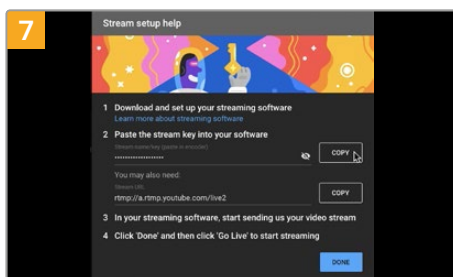 7
Stream setup help
1 Download and set up your streaming software
Learn more about streaming software
2 Paste the stream key into your software
Stream name/key (paste in encoder)
••••••••••••••••••••
COPY
You may also need:
Stream URL
rtmp://a.rtmp.youtube.com/live2
COPY
3 In your streaming software, start sending us your video stream
4 Click 'Done' and then click 'Go Live' to start streaming
DONE